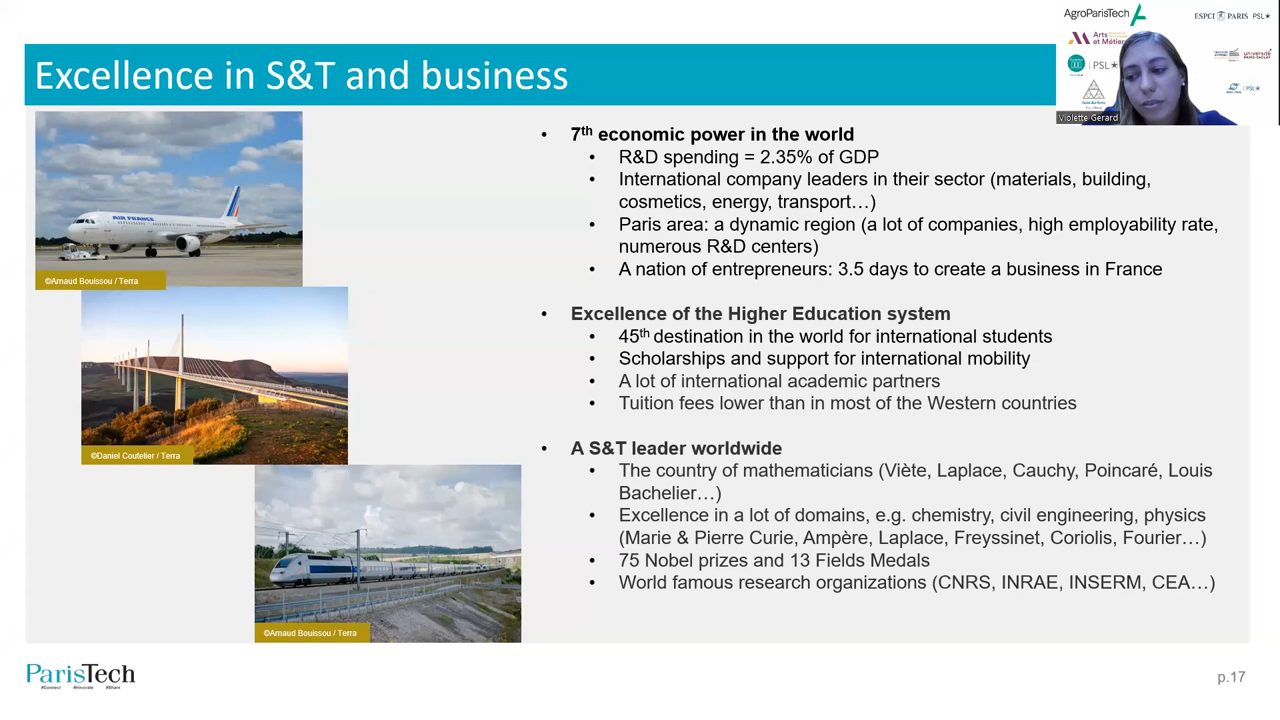 AgroParisTech
ESPCI PARIS PSL★
Excellence in S&T and business
Arts
et Métiers
PSL★
UNIVERSITÉ
PARIS-SACLAY
PSL★
Violette Gerard
AIR FRANCE
©Arnaud Bouissou / Terra
©Daniel Coutelier / Terra
©Arnaud Bouissou / Terra
• 7th economic power in the world
• R&D spending = 2.35% of GDP
• International company leaders in their sector (materials, building,
cosmetics, energy, transport…)
• Paris area: a dynamic region (a lot of companies, high employability rate,
numerous R&D centers)
• A nation of entrepreneurs: 3.5 days to create a business in France
• Excellence of the Higher Education system
• 45th destination in the world for international students
• Scholarships and support for international mobility
• A lot of international academic partners
• Tuition fees lower than in most of the Western countries
• A S&T leader worldwide
• The country of mathematicians (Viète, Laplace, Cauchy, Poincaré, Louis
Bachelier…)
• Excellence in a lot of domains, e.g. chemistry, civil engineering, physics
(Marie & Pierre Curie, Ampère, Laplace, Freyssinet, Coriolis, Fourier…)
• 75 Nobel prizes and 13 Fields Medals
• World famous research organizations (CNRS, INRAE, INSERM, CEA…)
ParisTech
#Connect #Innovate #Share
p.17